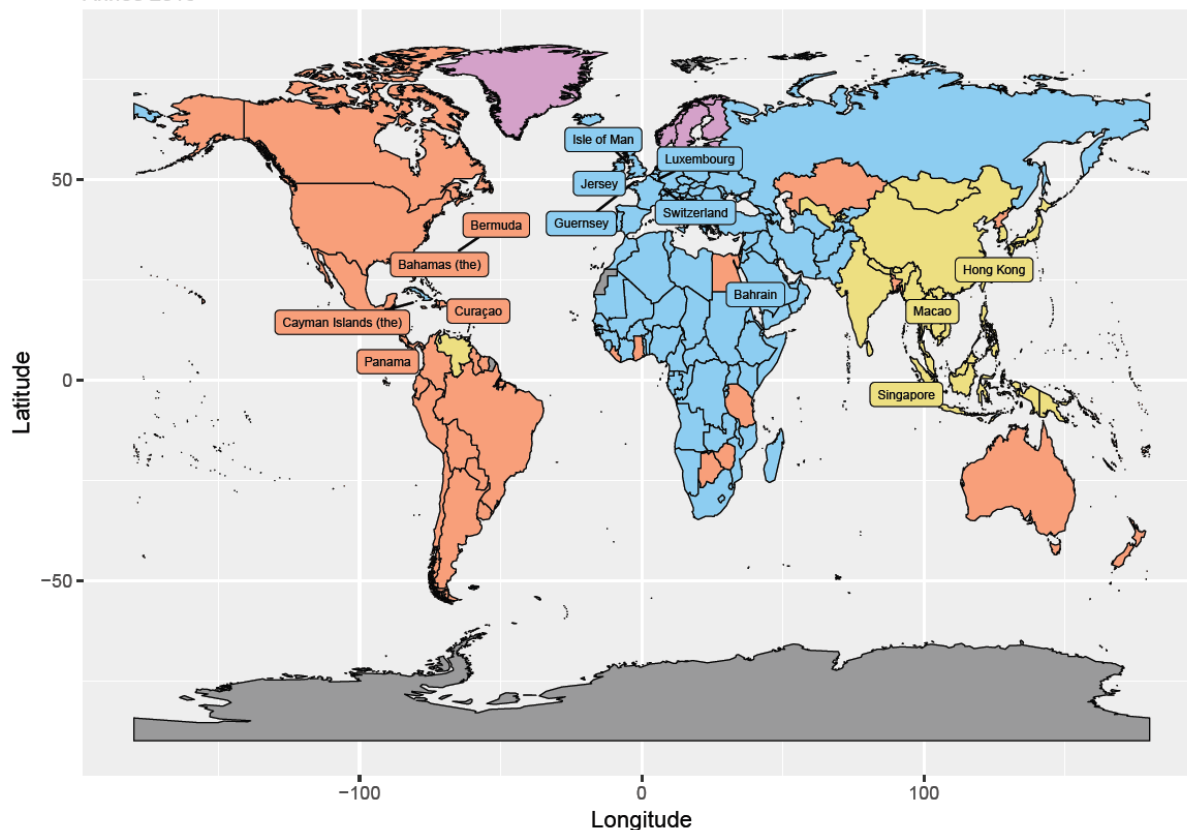 Isle of Man
Luxembourg
50
Jersey
Switzerland
Guernsey
Bermuda
Bahamas (the)
Hong Kong
Bahrain
Curaçao
Macao
Cayman Islands (the)
Panama
Latitude
0
Singapore
−50
−100
0
100
Longitude